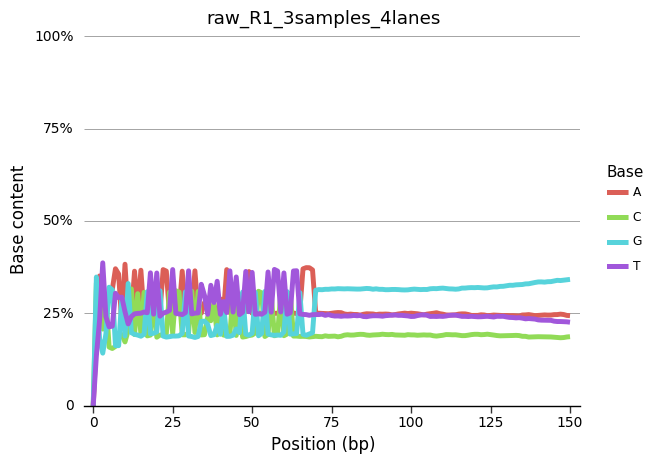 raw_R1_3samples_4lanes
100%
75%
50%
25%
0
Base content
0 25 50 75 100 125 150
Position (bp)
Base
A
C
G
T